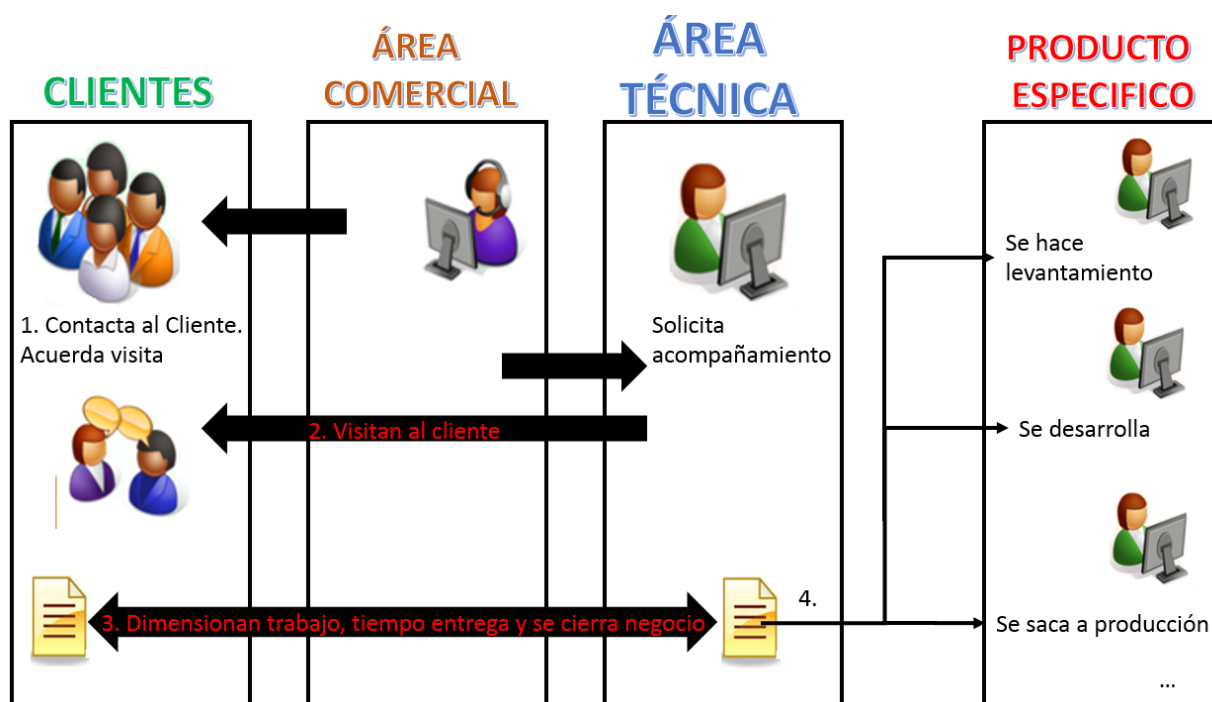 CLIENTES
ÁREA
COMERCIAL
ÁREA
TÉCNICA
PRODUCTO
ESPECIFICO
1. Contacta al Cliente.
Acuerda visita
Solicita
acompañamiento
2. Visitan al cliente
3. Dimensionan trabajo, tiempo entrega y se cierra negocio
4.
Se hace
levantamiento
Se desarrolla
Se saca a producción
...